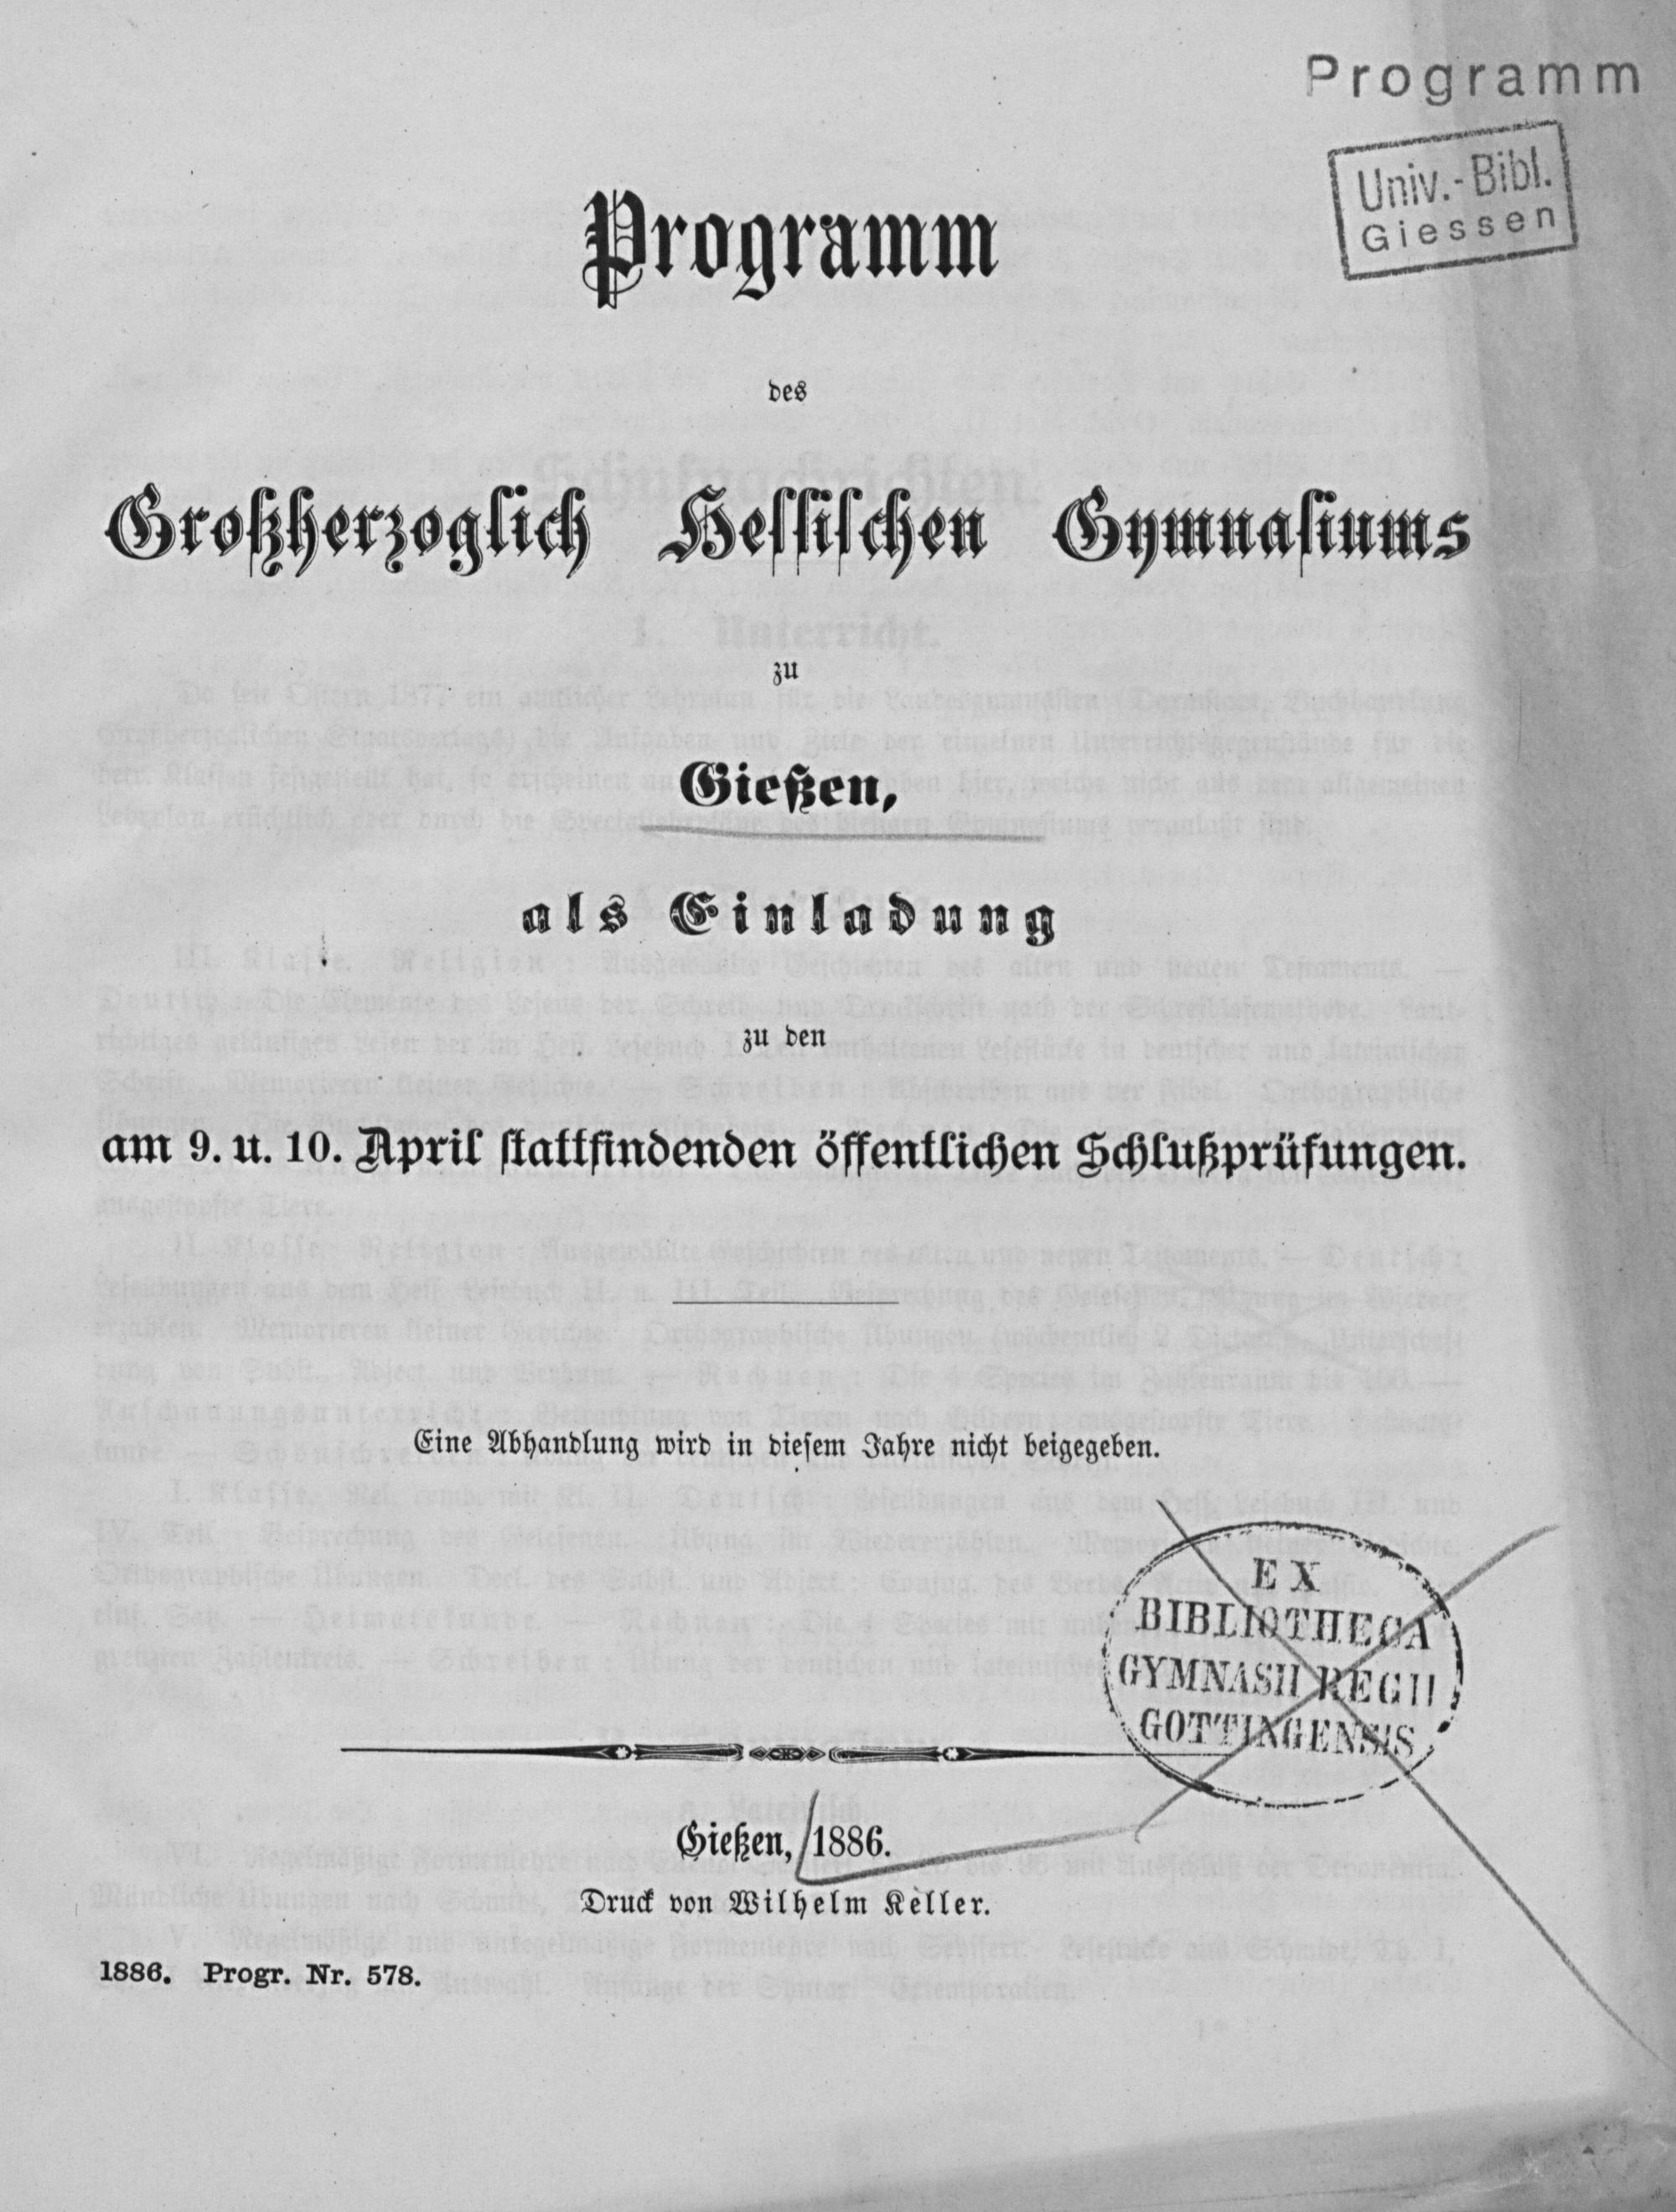 Programm
Univ.-Bibl.
Giessen
Programm
des
Großherzoglich Hessischen Gymnasiums
zu
Gießen,
als Einladung
zu den
am 9. u. 10. April stattfindenden öffentlichen Schlußprüfungen.
Eine Abhandlung wird in diesem Jahre nicht beigegeben.
EX
BIBLIOTHECA
GYMNASII REGII
GOTTINGENSIS
Gießen, 1886.
Druck von Wilhelm Keller.
1886. Progr. Nr. 578.